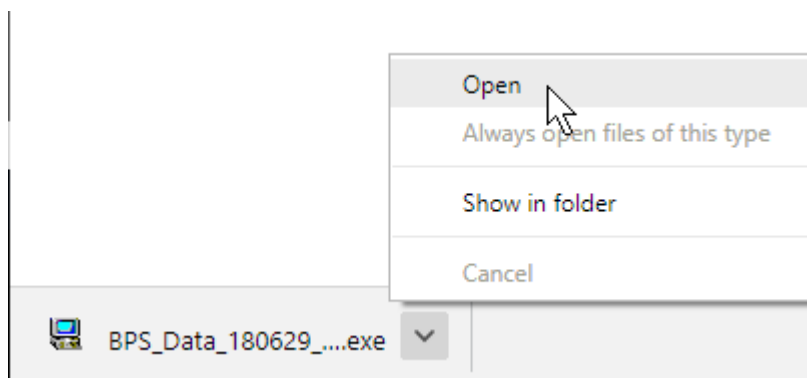 Open
Always open files of this type
Show in folder
Cancel
BPS_Data_180629_....exe